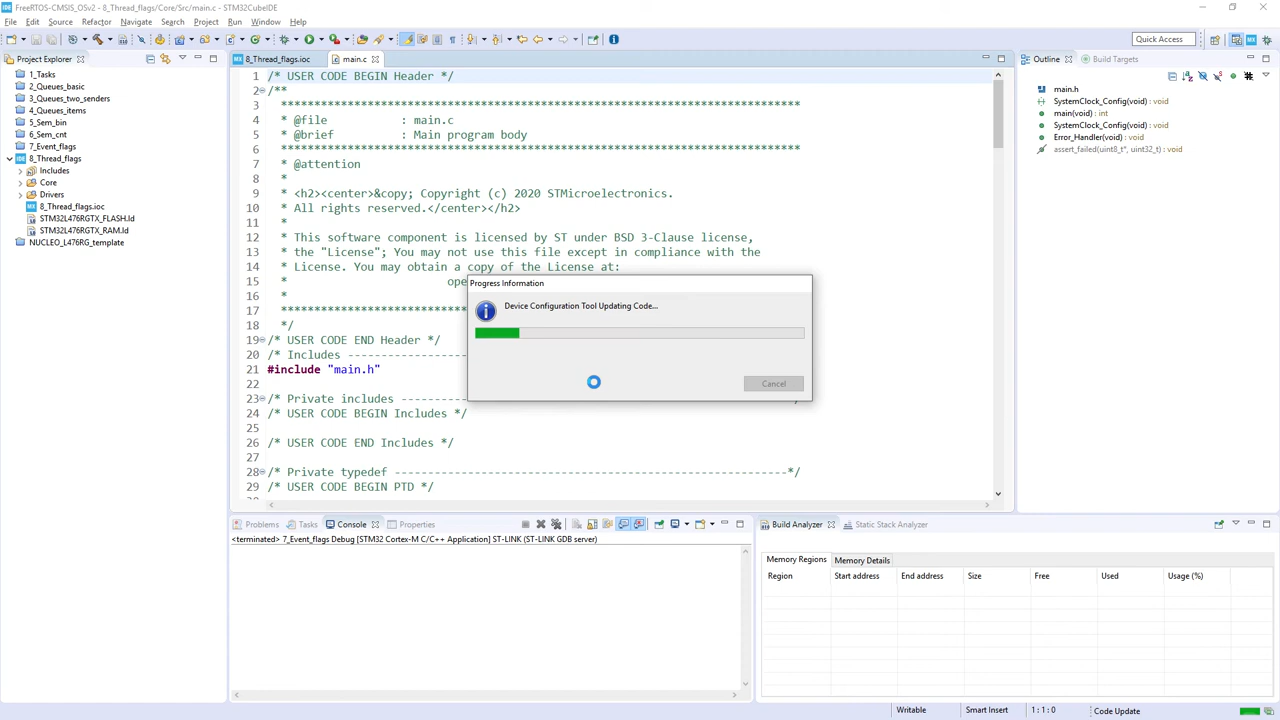 FreeRTOS-CMSIS_OSv2 - 8_Thread_flags/Core/Src/main.c - STM32CubeIDE
File Edit Source Refactor Navigate Search Project Run Window Help
Quick Access
Project Explorer
1_Tasks
2_Queues_basic
3_Queues_two_senders
4_Queues_items
5_Sem_bin
6_Sem_cnt
7_Event_flags
8_Thread_flags
Includes
Core
Drivers
8_Thread_flags.ioc
STM32L476RGTX_FLASH.ld
STM32L476RGTX_RAM.ld
NUCLEO_L476RG_template
8_Thread_flags.ioc main.c
1 /* USER CODE BEGIN Header */
2 /**
3 ******************************************************************************
4 * @file : main.c
5 * @brief : Main program body
6 ******************************************************************************
7 * @attention
8 *
9 * <h2><center>&copy; Copyright (c) 2020 STMicroelectronics.
10 * All rights reserved.</center></h2>
11 *
12 * This software component is licensed by ST under BSD 3-Clause license,
13 * the "License"; You may not use this file except in compliance with the
14 * License. You may obtain a copy of the License at:
15 * ope
16 *
17 ****************************
18 */
19 /* USER CODE END Header */
20 /* Includes ------------------
21 #include "main.h"
22
23 /* Private includes ----------
24 /* USER CODE BEGIN Includes */
25
26 /* USER CODE END Includes */
27
28 /* Private typedef -----------------------------------------------------------*/
29 /* USER CODE BEGIN PTD */
Progress Information
Device Configuration Tool Updating Code...
Cancel
Outline Build Targets
main.h
SystemClock_Config(void) : void
main(void) : int
SystemClock_Config(void) : void
Error_Handler(void) : void
assert_failed(uint8_t*, uint32_t) : void
Problems Tasks Console Properties
<terminated> 7_Event_flags Debug [STM32 Cortex-M C/C++ Application] ST-LINK (ST-LINK GDB server)
Build Analyzer Static Stack Analyzer
Memory Regions Memory Details
Region Start address End address Size Free Used Usage (%)
Writable Smart Insert 1 : 1 : 0 Code Update